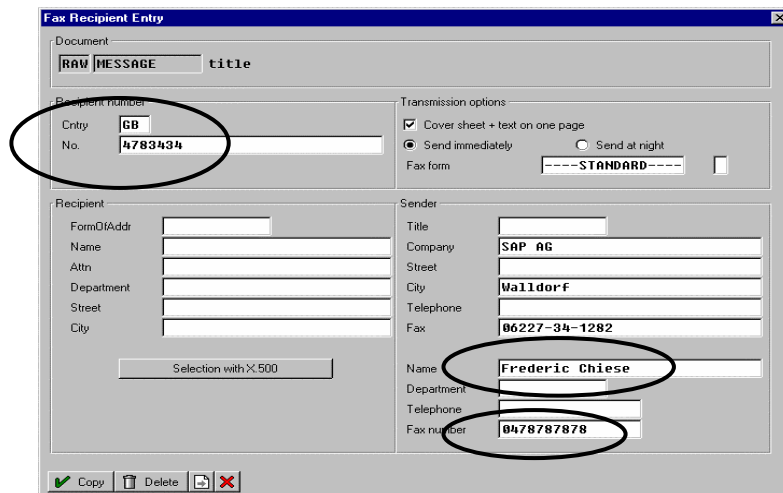 Fax Recipient Entry
Document
RAW MESSAGE title
Recipient number
Cntry GB
No. 4783434
Transmission options
Cover sheet + text on one page
Send immediately Send at night
Fax form ----STANDARD----
Recipient
FormOfAddr
Name
Attn
Department
Street
City
Selection with X.500
Sender
Title
Company SAP AG
Street
City Walldorf
Telephone
Fax 06227-34-1282
Name Frederic Chiese
Department
Telephone
Fax number 0478787878
Copy Delete